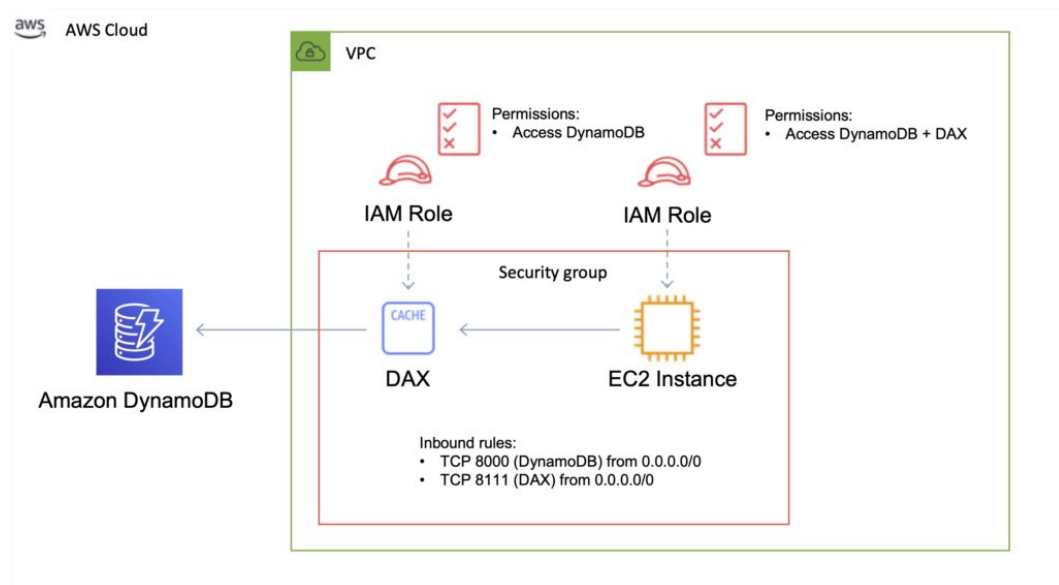 aws
AWS Cloud
VPC
Permissions:
• Access DynamoDB
Permissions:
• Access DynamoDB + DAX
IAM Role
IAM Role
Security group
CACHE
DAX
EC2 Instance
Amazon DynamoDB
Inbound rules:
• TCP 8000 (DynamoDB) from 0.0.0.0/0
• TCP 8111 (DAX) from 0.0.0.0/0